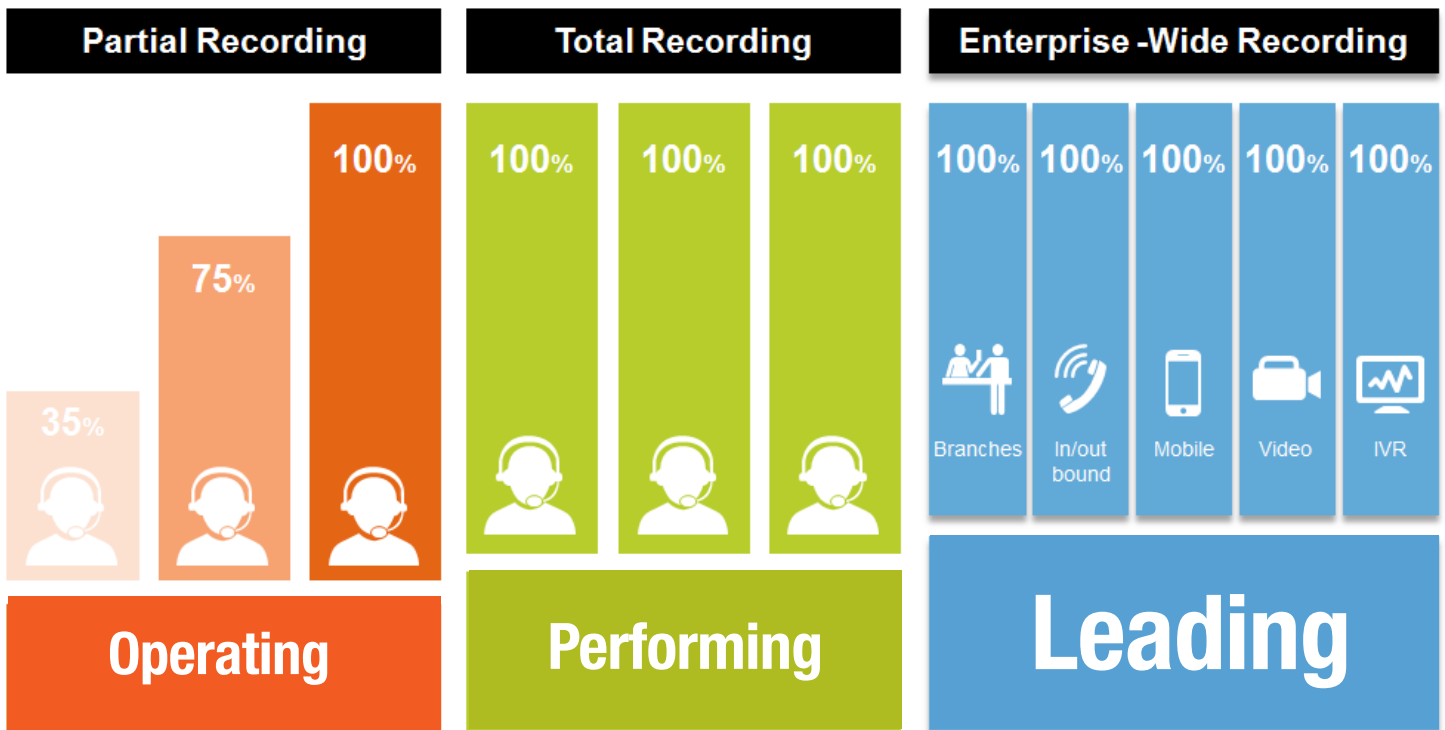 Partial Recording
35%
75%
100%
Operating
Total Recording
100%
100%
100%
Performing
Enterprise -Wide Recording
100%
100%
100%
100%
100%
Branches
In/out
bound
Mobile
Video
IVR
Leading